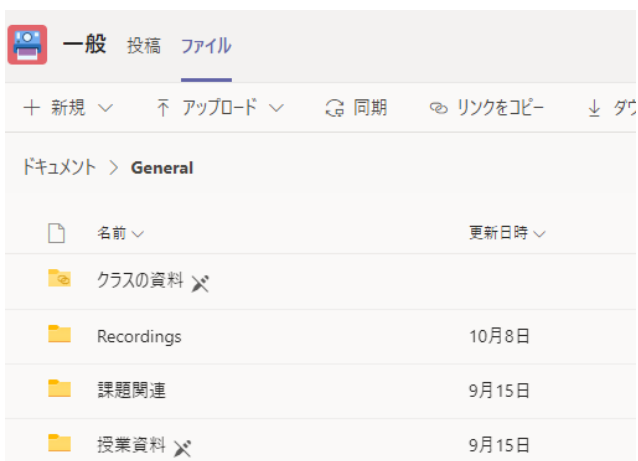 一般 投稿 ファイル
+ 新規 アップロード 同期 リンクをコピー ダウ
ドキュメント > General
名前 更新日時
クラスの資料
Recordings 10月8日
課題関連 9月15日
授業資料 9月15日